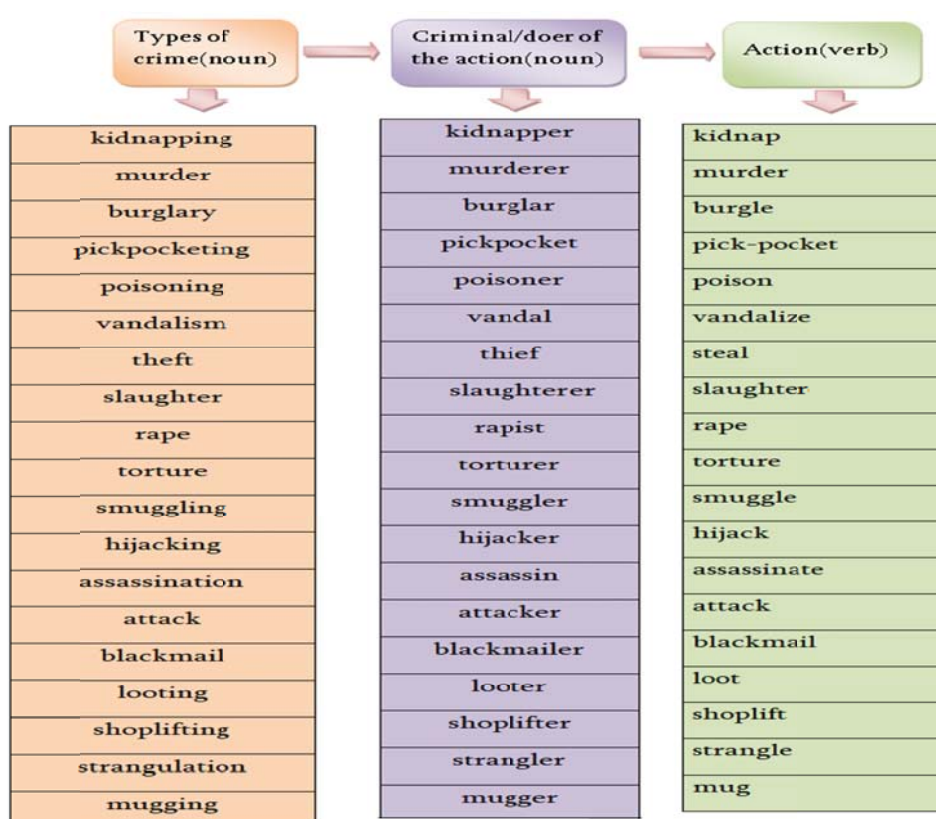 Types of
crime(noun)
Criminal/doer of
the action(noun)
Action(verb)
kidnapping
murder
burglary
pickpocketing
poisoning
vandalism
theft
slaughter
rape
torture
smuggling
hijacking
assassination
attack
blackmail
looting
shoplifting
strangulation
mugging
kidnapper
murderer
burglar
pickpocket
poisoner
vandal
thief
slaughterer
rapist
torturer
smuggler
hijacker
assassin
attacker
blackmailer
looter
shoplifter
strangler
mugger
kidnap
murder
burgle
pick-pocket
poison
vandalize
steal
slaughter
rape
torture
smuggle
hijack
assassinate
attack
blackmail
loot
shoplift
strangle
mug